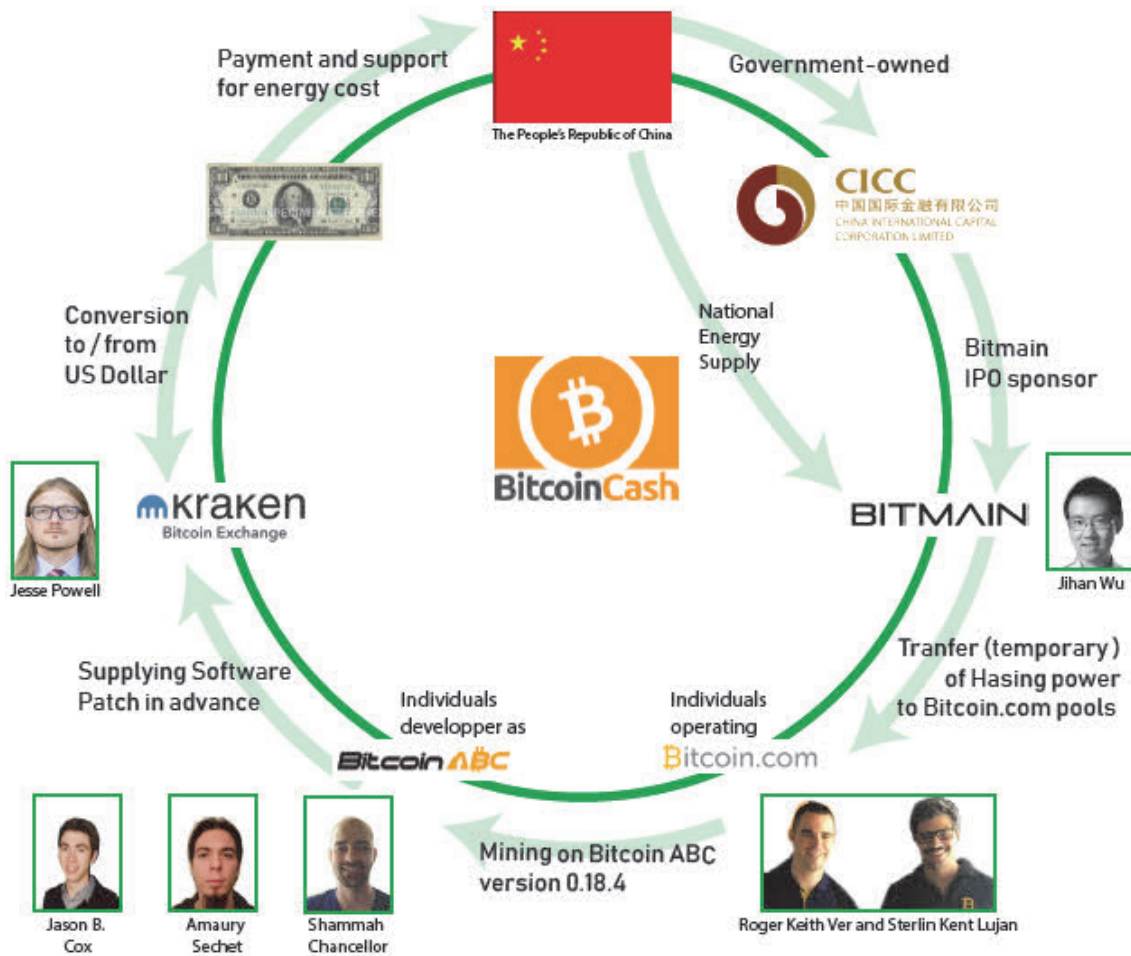 Payment and support
for energy cost
Government-owned
The People's Republic of China
CICC
中国国际金融有限公司
CHINA INTERNATIONAL CAPITAL
CORPORATION LIMITED
Conversion
to / from
US Dollar
National
Energy
Supply
Bitmain
IPO sponsor
BitcoinCash
kraken
Bitcoin Exchange
BITMAIN
Jesse Powell
Jihan Wu
Supplying Software
Patch in advance
Individuals
developper as
Bitcoin ABC
Individuals
operating
Bitcoin.com
Tranfer (temporary )
of Hasing power
to Bitcoin.com pools
Mining on Bitcoin ABC
version 0.18.4
Jason B.
Cox
Amaury
Sechet
Shammah
Chancellor
Roger Keith Ver and Sterlin Kent Lujan